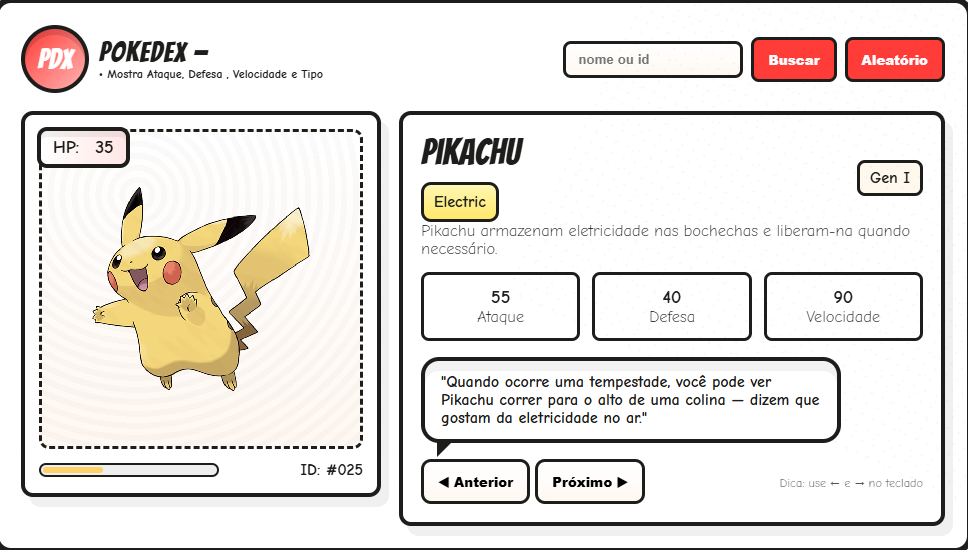 PDX
POKEDEX —
• Mostra Ataque, Defesa , Velocidade e Tipo
nome ou id
Buscar
Aleatório
HP: 35
ID: #025
PIKACHU
Gen I
Electric
Pikachu armazenam eletricidade nas bochechas e liberam-na quando
necessário.
55
Ataque
40
Defesa
90
Velocidade
"Quando ocorre uma tempestade, você pode ver
Pikachu correr para o alto de uma colina — dizem que
gostam da eletricidade no ar."
◀ Anterior
Próximo ▶
Dica: use ← e → no teclado